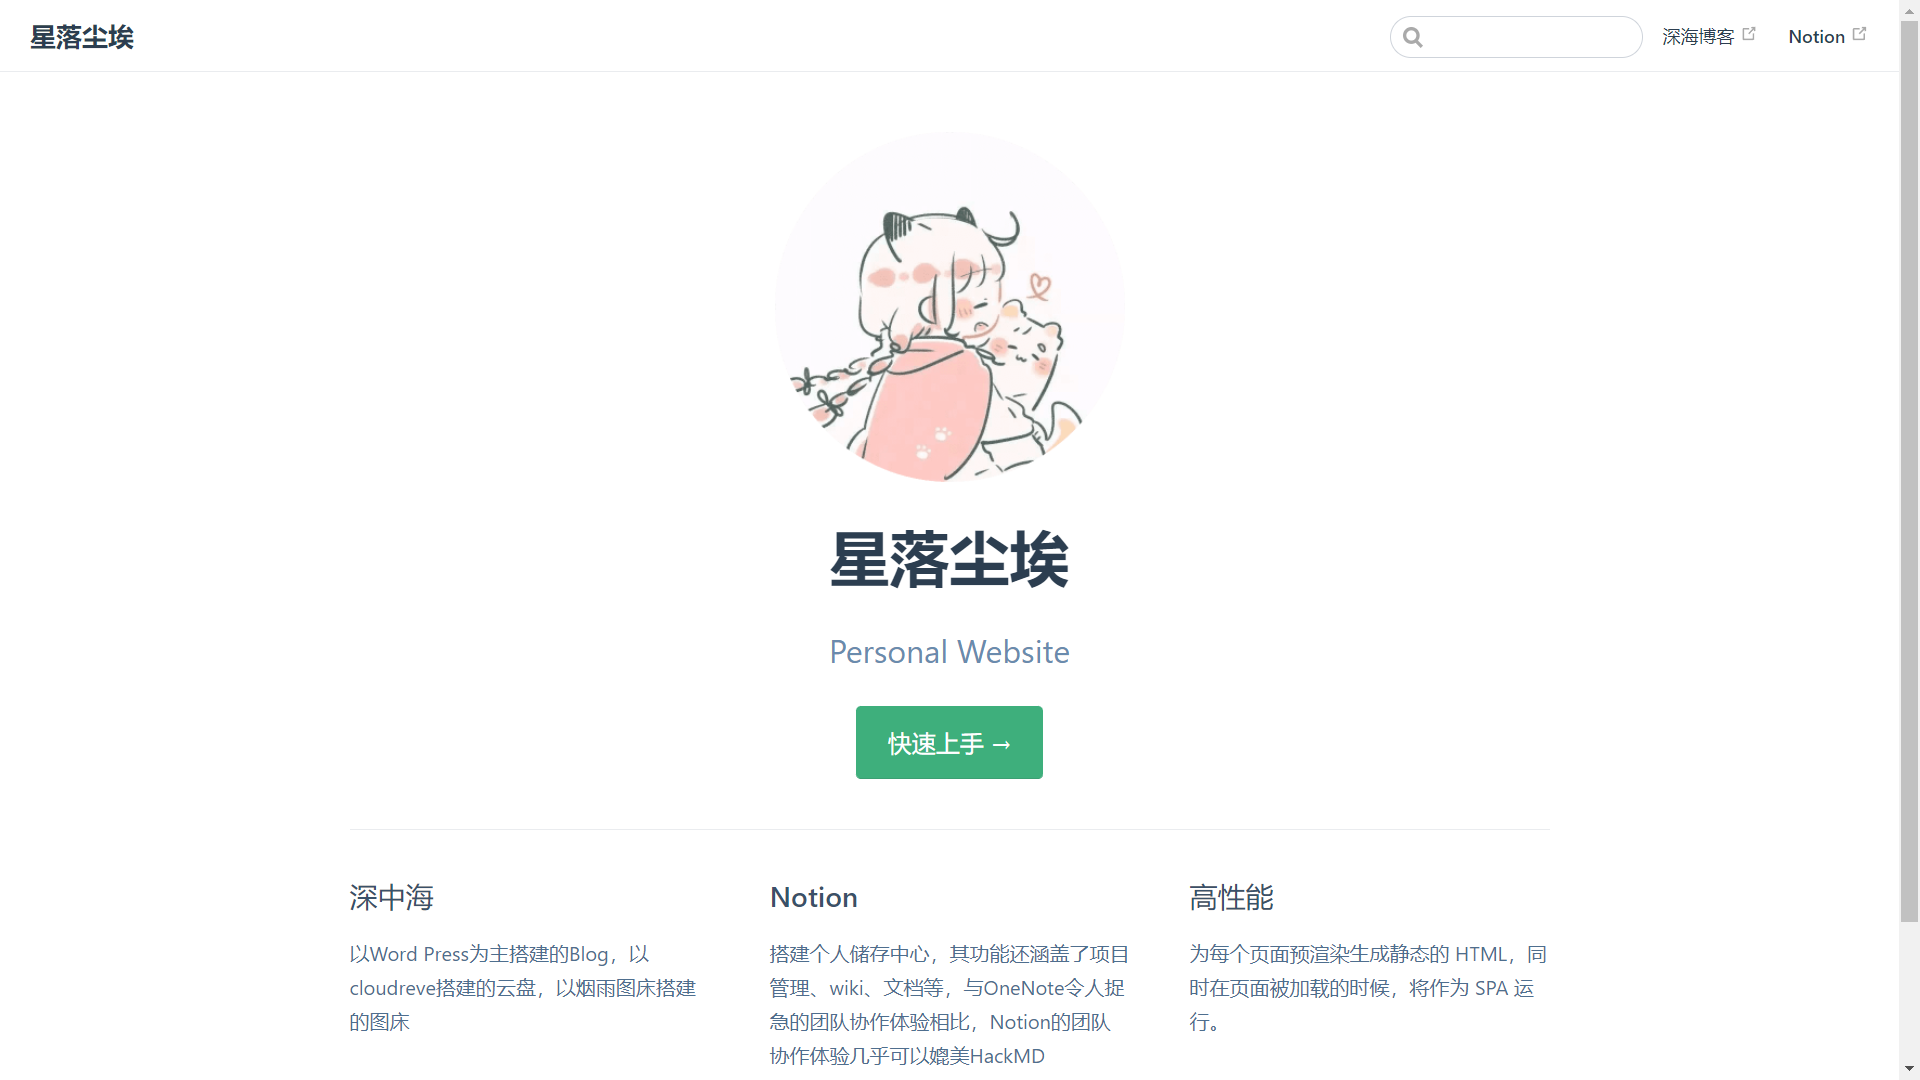 星落尘埃
深海博客
Notion
星落尘埃
Personal Website
快速上手 →
深中海
以Word Press为主搭建的Blog，以
cloudreve搭建的云盘，以烟雨图床搭建
的图床
Notion
搭建个人储存中心，其功能还涵盖了项目
管理、wiki、文档等，与OneNote令人捉
急的团队协作体验相比，Notion的团队
协作体验几乎可以媲美HackMD
高性能
为每个页面预渲染生成静态的 HTML，同
时在页面被加载的时候，将作为 SPA 运
行。